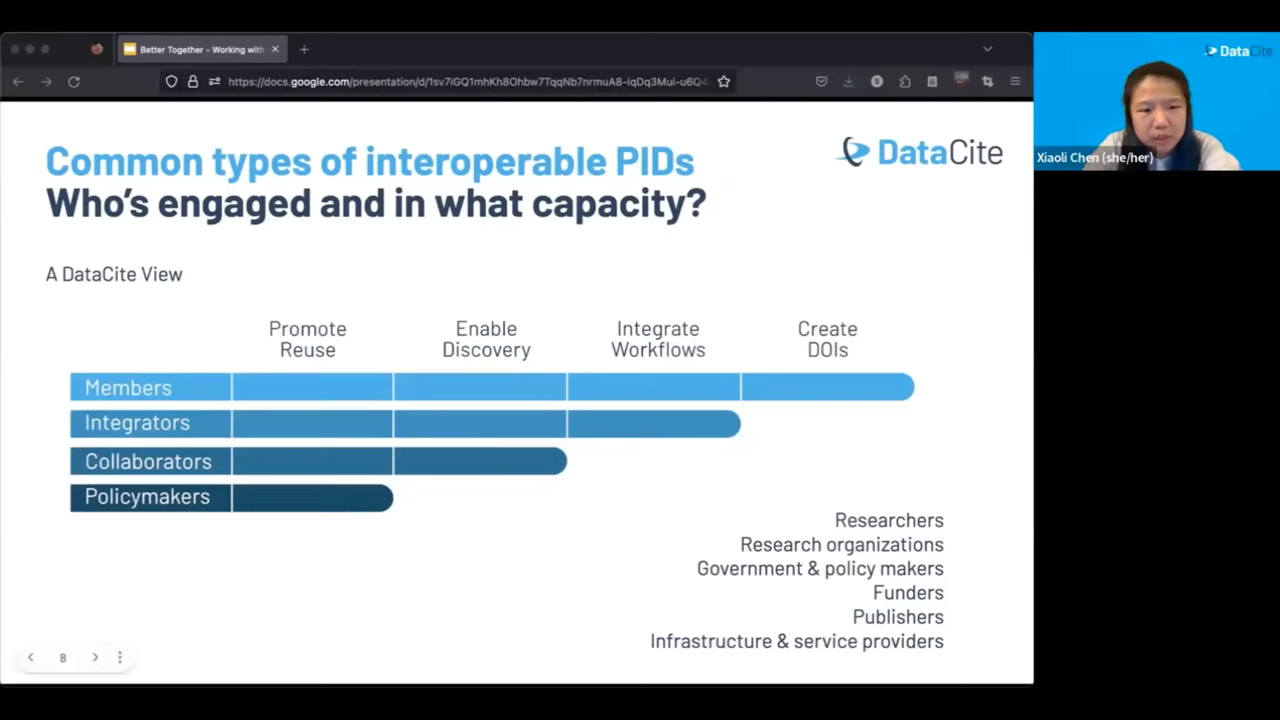 Better Together - Working with
https://docs.google.com/presentation/d/1sv7iGQ1mhKh8Ohbw7TqqNb7nrmuA8-iqDq3Mui-u6Q4
DataCite
Xiaoli Chen (she/her)
Common types of interoperable PIDs
Who's engaged and in what capacity?
DataCite
A DataCite View
Promote
Reuse
Enable
Discovery
Integrate
Workflows
Create
DOIs
Members
Integrators
Collaborators
Policymakers
Researchers
Research organizations
Government & policy makers
Funders
Publishers
Infrastructure & service providers
8